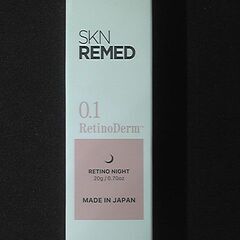 SKN
REMED
0.1
RetinoDerm™
RETINO NIGHT
20g / 0.70oz
MADE IN JAPAN